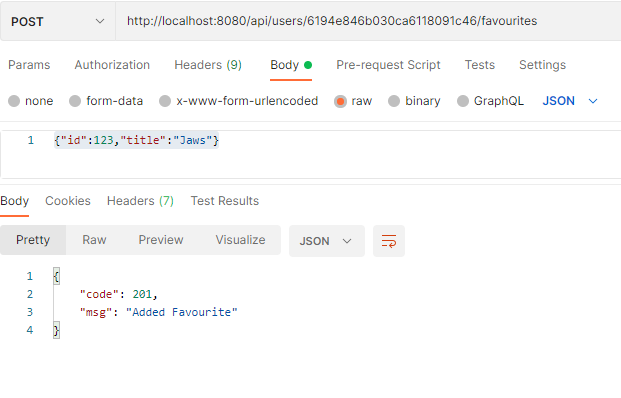 POST http://localhost:8080/api/users/6194e846b030ca6118091c46/favourites
Params Authorization Headers (9) Body Pre-request Script Tests Settings
none form-data x-www-form-urlencoded raw binary GraphQL JSON
1 {"id":123,"title":"Jaws"}
Body Cookies Headers (7) Test Results
Pretty Raw Preview Visualize JSON
1 {
2 "code": 201,
3 "msg": "Added Favourite"
4 }